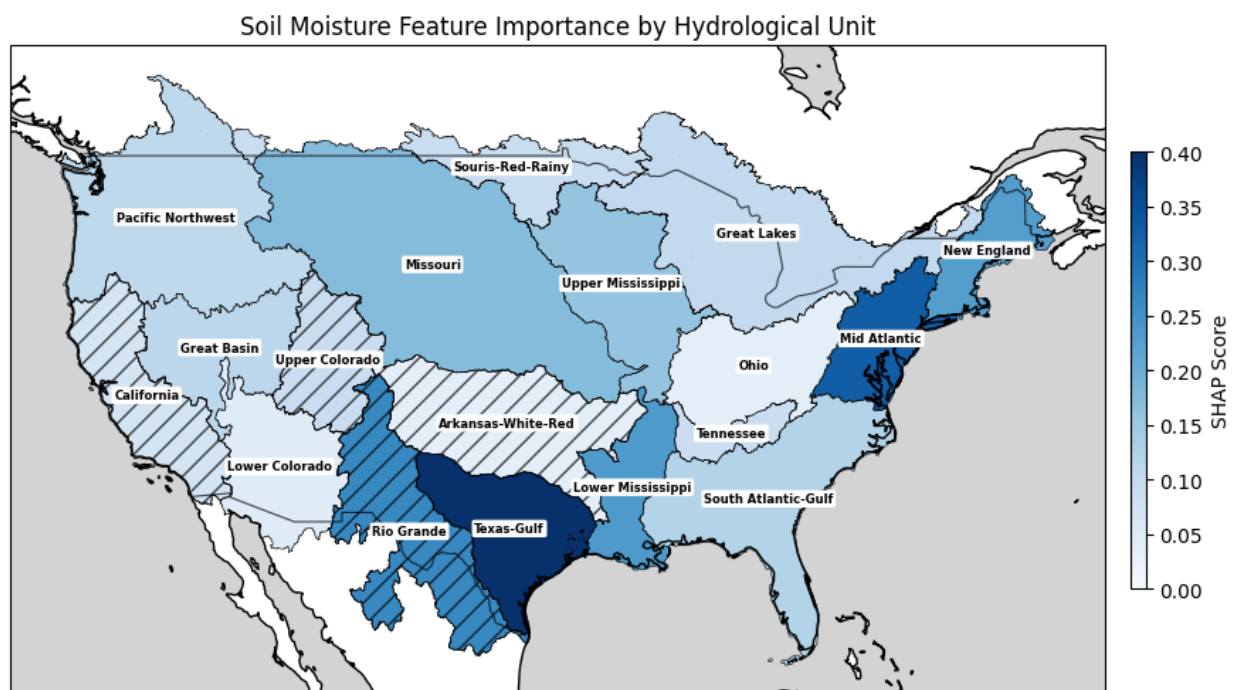 Soil Moisture Feature Importance by Hydrological Unit
Souris-Red-Rainy
Pacific Northwest
Great Lakes
New England
Missouri
Upper Mississippi
Mid Atlantic
Great Basin
Upper Colorado
Ohio
California
Arkansas-White-Red
Tennessee
Lower Colorado
Lower Mississippi
South Atlantic-Gulf
Rio Grande
Texas-Gulf
0.40
0.35
0.30
0.25
0.20
0.15
0.10
0.05
0.00
SHAP Score